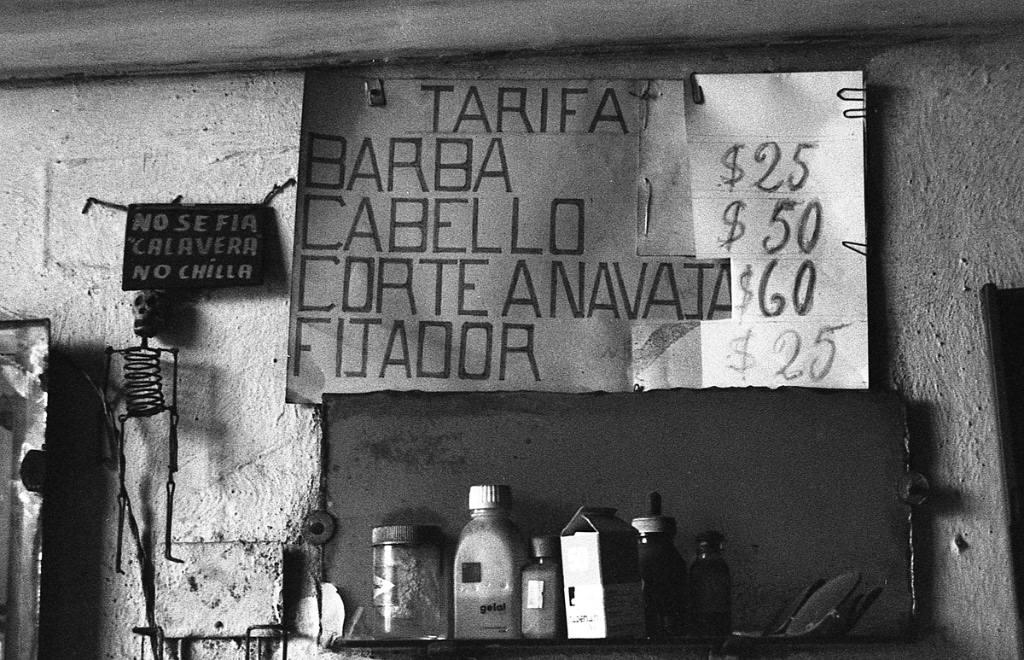 TARIFA
BARBA $25
CABELLO $50
CORTE A NAVAJA $60
FIJADOR $25
NO SE FIA
"CALAVERA
NO CHILLA
gelal